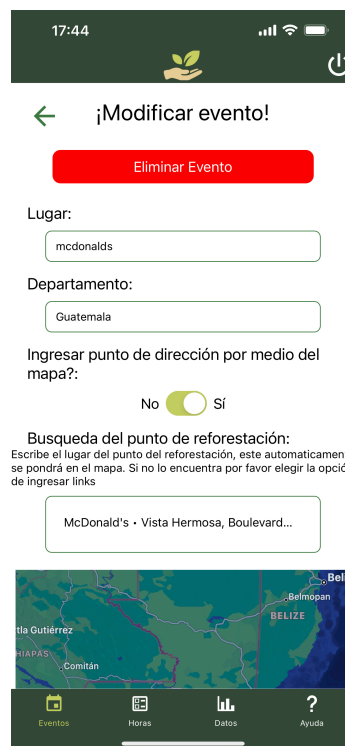 17:44
¡Modificar evento!
Eliminar Evento
Lugar:
mcdonalds
Departamento:
Guatemala
Ingresar punto de dirección por medio del
mapa?:
No Sí
Busqueda del punto de reforestación:
Escribe el lugar del punto del reforestación, este automaticamen
se pondrá en el mapa. Si no lo encuentra por favor elegir la opció
de ingresar links
McDonald's • Vista Hermosa, Boulevard...
Bel
Belmopan
BELIZE
tla Gutiérrez
HIAPAS
Comitán
Eventos Horas Datos Ayuda